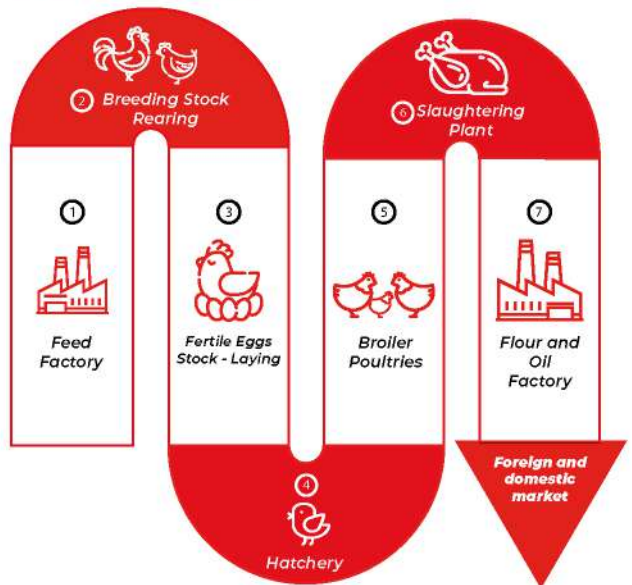 1
Feed
Factory
2 Breeding Stock
Rearing
3
Fertile Eggs
Stock - Laying
4
Hatchery
5
Broiler
Poultries
6 Slaughtering
Plant
7
Flour and
Oil
Factory
Foreign and
domestic
market